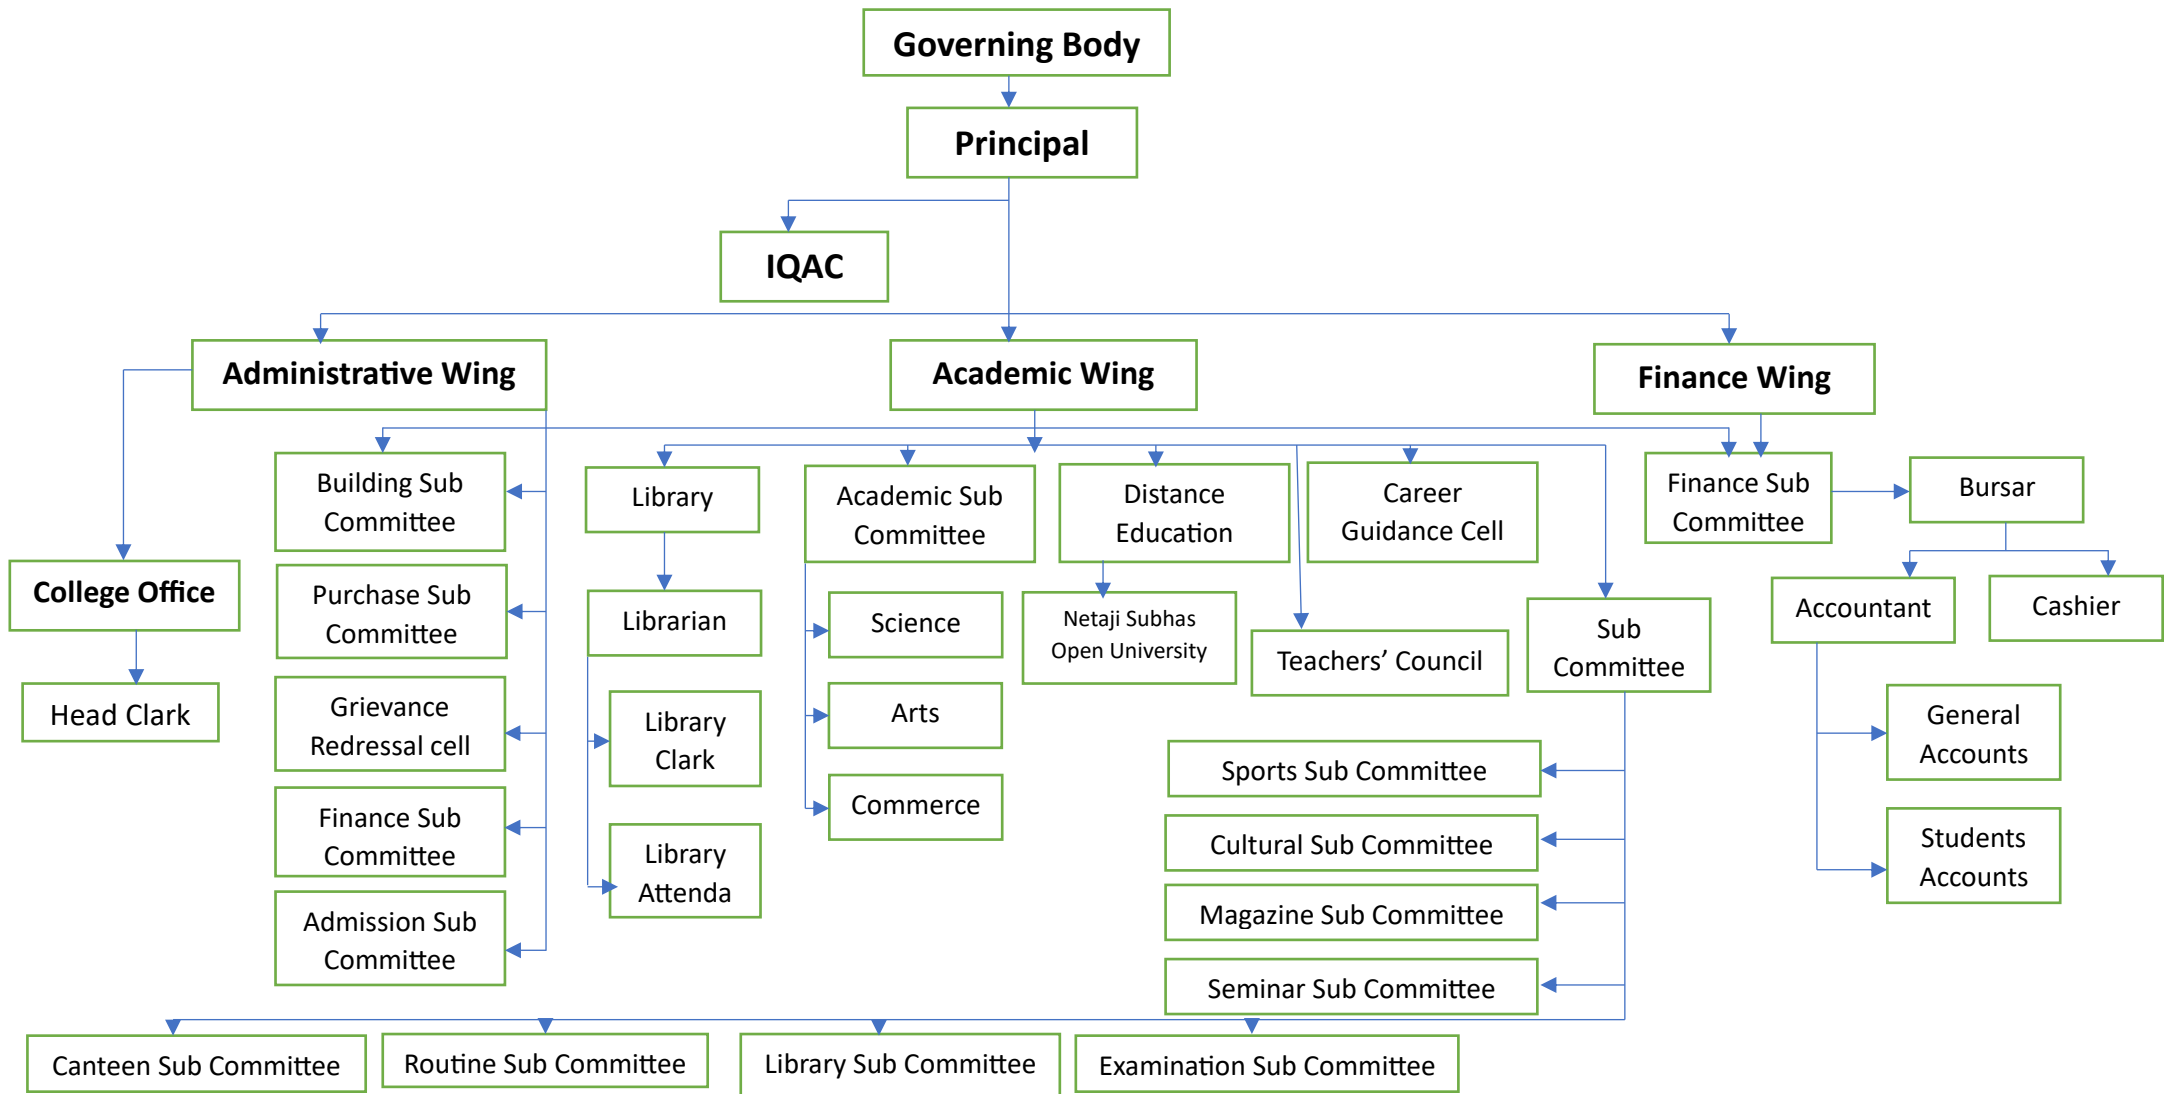 Governing Body
Principal
IQAC
Administrative Wing
Academic Wing
Finance Wing
Building Sub
Committee
Library
Academic Sub
Committee
Distance
Education
Career
Guidance Cell
Finance Sub
Committee
Bursar
College Office
Purchase Sub
Committee
Librarian
Science
Netaji Subhas
Open University
Teachers’ Council
Sub
Committee
Accountant
Cashier
Head Clark
Grievance
Redressal cell
Library
Clark
Arts
General
Accounts
Sports Sub Committee
Finance Sub
Committee
Commerce
Cultural Sub Committee
Students
Accounts
Library
Attenda
Magazine Sub Committee
Admission Sub
Committee
Seminar Sub Committee
Canteen Sub Committee
Routine Sub Committee
Library Sub Committee
Examination Sub Committee